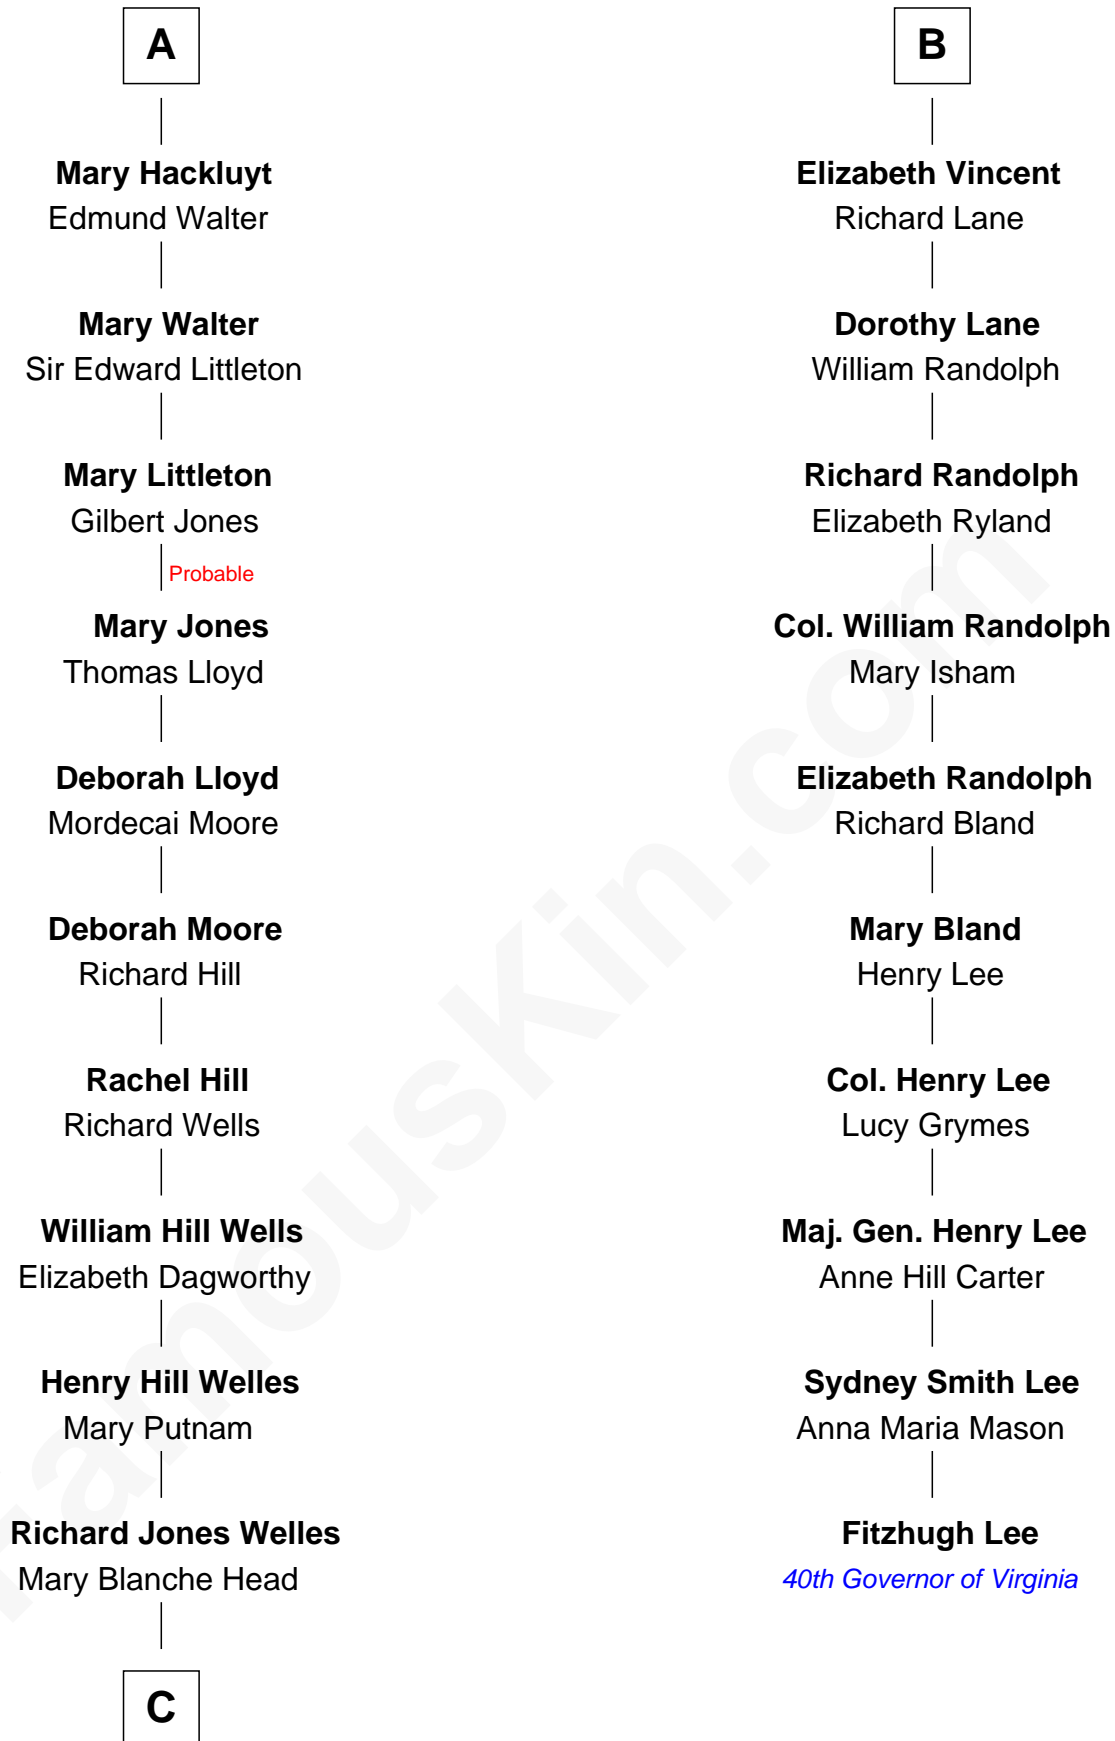 A
Mary Hackluyt
Edmund Walter
Mary Walter
Sir Edward Littleton
Mary Littleton
Gilbert Jones
Probable
Mary Jones
Thomas Lloyd
Deborah Lloyd
Mordecai Moore
Deborah Moore
Richard Hill
Rachel Hill
Richard Wells
William Hill Wells
Elizabeth Dagworthy
Henry Hill Welles
Mary Putnam
Richard Jones Welles
Mary Blanche Head
C
B
Elizabeth Vincent
Richard Lane
Dorothy Lane
William Randolph
Richard Randolph
Elizabeth Ryland
Col. William Randolph
Mary Isham
Elizabeth Randolph
Richard Bland
Mary Bland
Henry Lee
Col. Henry Lee
Lucy Grymes
Maj. Gen. Henry Lee
Anne Hill Carter
Sydney Smith Lee
Anna Maria Mason
Fitzhugh Lee
40th Governor of Virginia
FamousKin.com